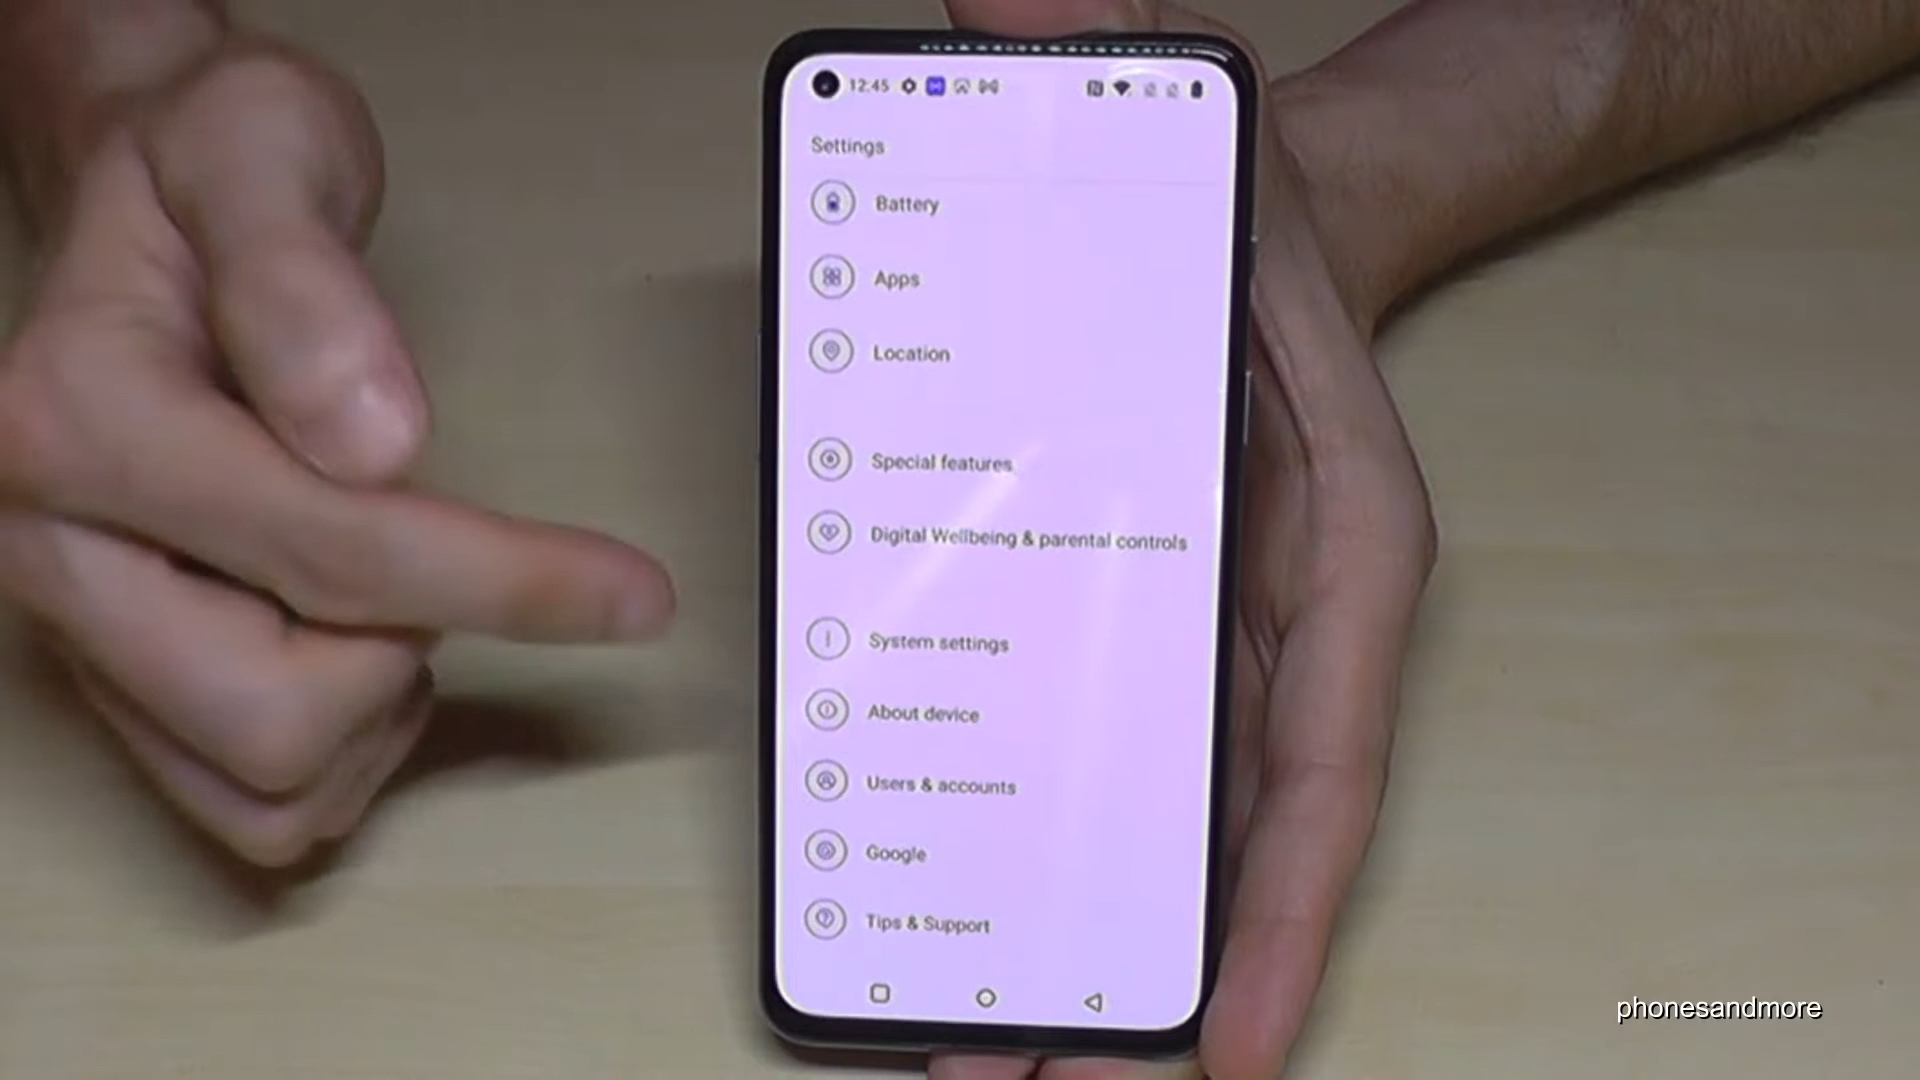 12:45
Settings
Battery
Apps
Location
Special features
Digital Wellbeing & parental controls
System settings
About device
Users & accounts
Google
Tips & Support
phonesandmore